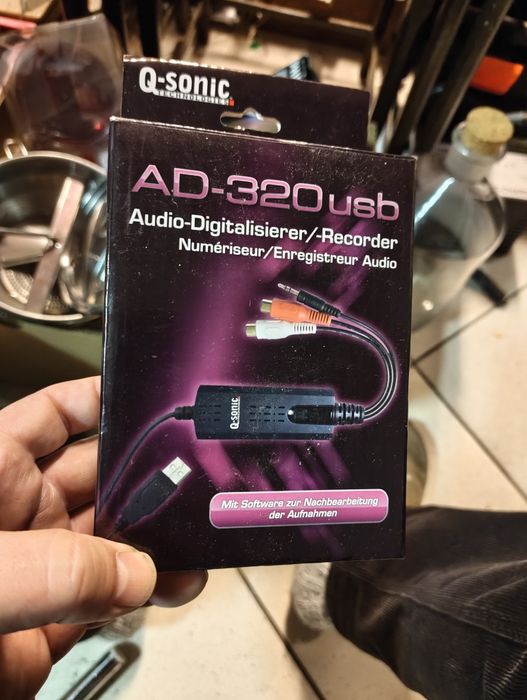 Q-sonic
TECHNOLOGIES
AD-320 usb
Audio-Digitalisierer/-Recorder
Numériseur/Enregistreur Audio
Q-sonic
Mit Software zur Nachbearbeitung
der Aufnahmen